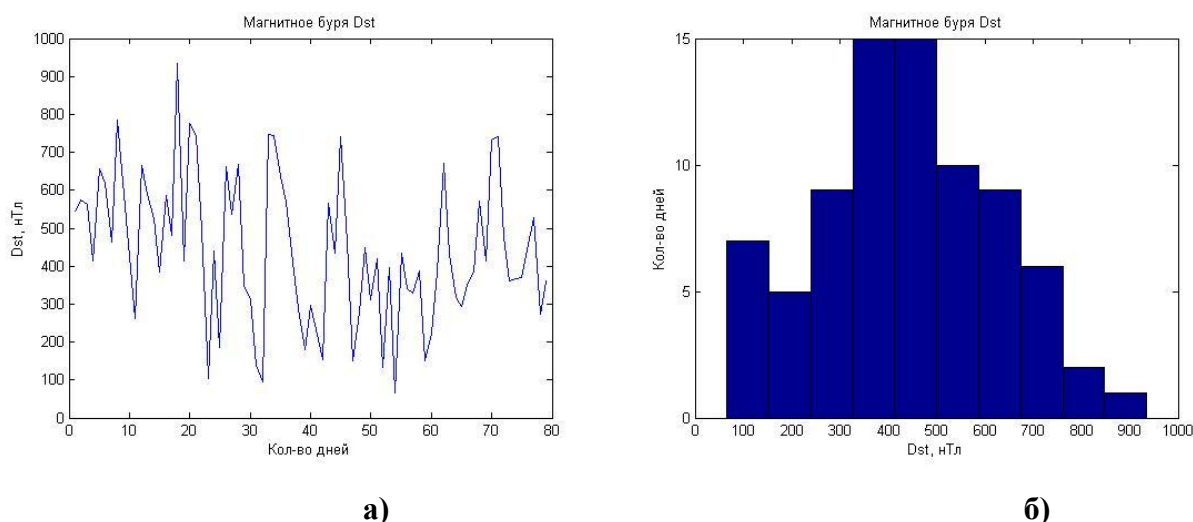 Магнитное буря Dst
1000
900
800
700
600
500
400
300
200
100
0
Dst, нТл
0 10 20 30 40 50 60 70 80
Кол-во дней
а)
Магнитное буря Dst
15
10
5
0
Кол-во дней
100 200 300 400 500 600 700 800 900 1000
Dst, нТл
б)